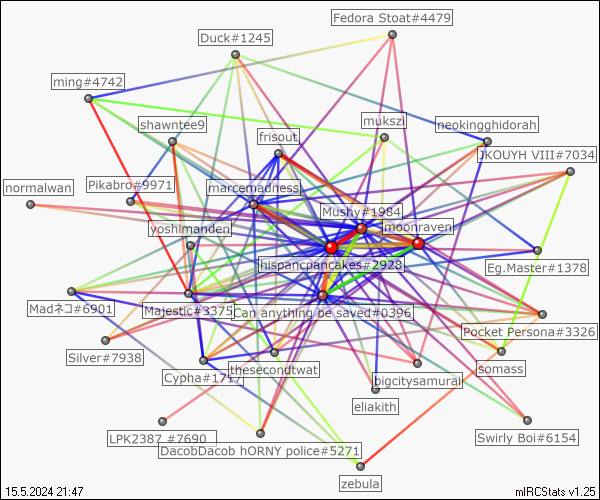 Fedora Stoat#4479
Duck#1245
ming#4742
shawntee9
mukszi
neokingghidorah
frisout
JKOUYH VIII#7034
normalwan
Pikabro#9971
marcemadness
Mushy#1984
moonraven
yoshimanden
hispancpancakes#2928
Eg.Master#1378
Madネコ#6901
Majestic#3375
Can anything be saved#0396
Pocket Persona#3326
Silver#7938
Cypha#1717
thesecondtwat
somass
bigcitysamurai
eliakith
LPK2387_#7690
Swirly Boi#6154
DacobDacob hORNY police#5271
zebula
15.5.2024 21:47
mIRCStats v1.25